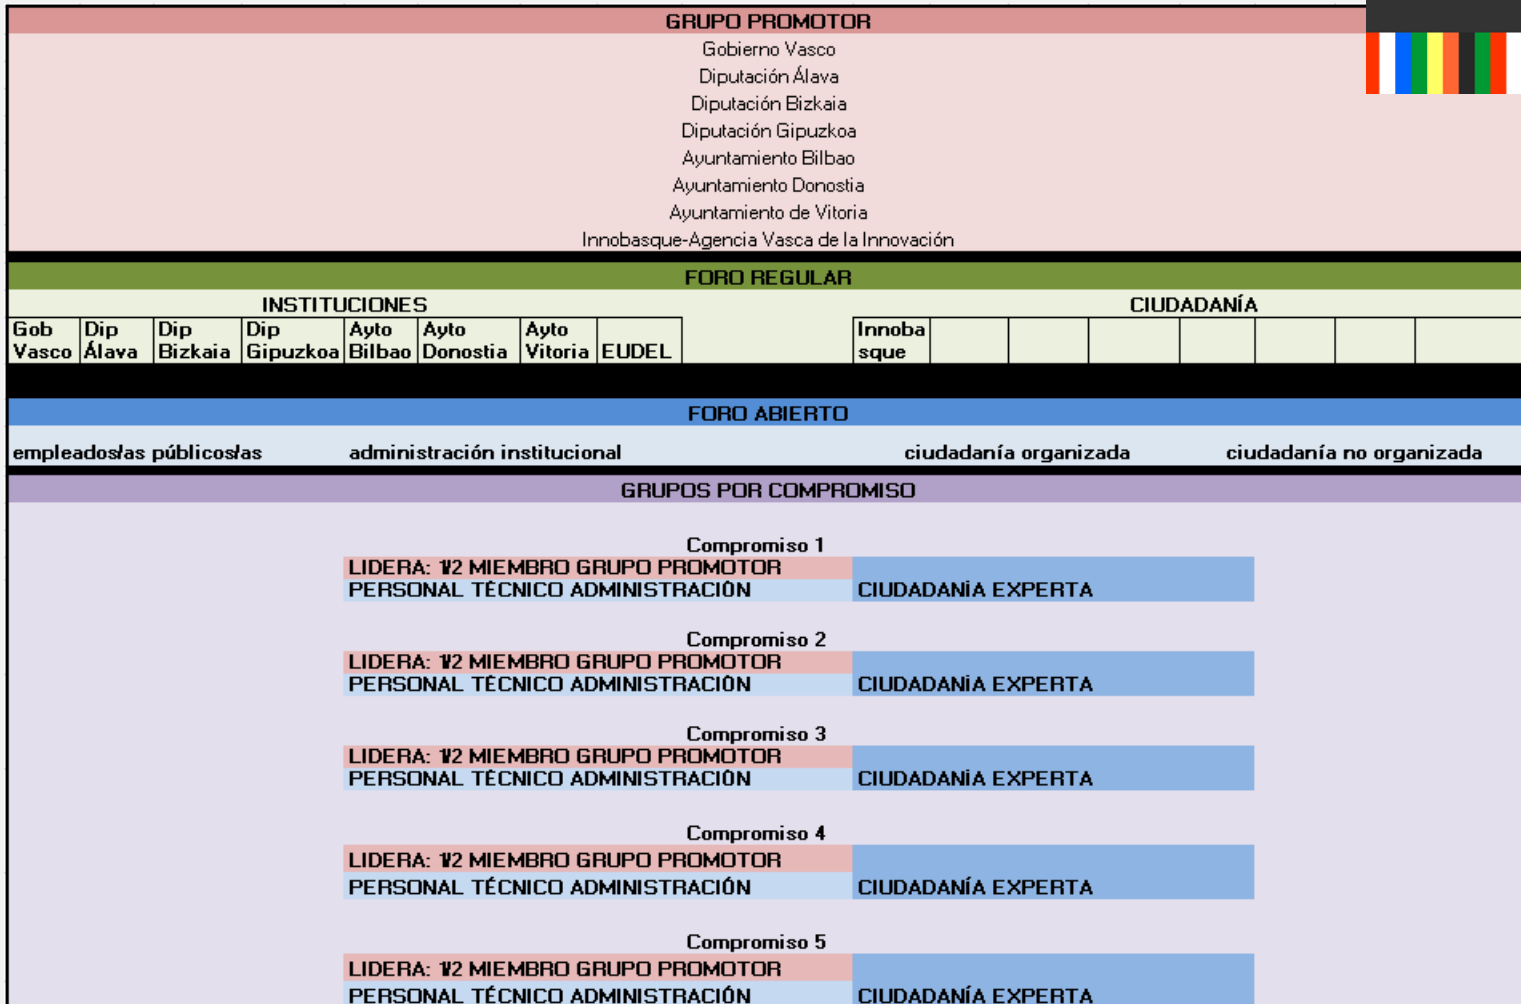 GRUPO PROMOTOR
Gobierno Vasco
Diputación Álava
Diputación Bizkaia
Diputación Gipuzkoa
Ayuntamiento Bilbao
Ayuntamiento Donostia
Ayuntamiento de Vitoria
Innobasque-Agencia Vasca de la Innovación
FORO REGULAR
INSTITUCIONES CIUDADANÍA
Gob Dip Dip Dip Ayto Ayto Ayto Innoba
Vasco Álava Bizkaia Gipuzkoa Bilbao Donostia Vitoria EUDEL sque
FORO ABIERTO
empleados/as públicos/as administración institucional ciudadanía organizada ciudadanía no organizada
GRUPOS POR COMPROMISO
Compromiso 1
LIDERA: 1/2 MIEMBRO GRUPO PROMOTOR
PERSONAL TÉCNICO ADMINISTRACIÓN CIUDADANÍA EXPERTA
Compromiso 2
LIDERA: 1/2 MIEMBRO GRUPO PROMOTOR
PERSONAL TÉCNICO ADMINISTRACIÓN CIUDADANÍA EXPERTA
Compromiso 3
LIDERA: 1/2 MIEMBRO GRUPO PROMOTOR
PERSONAL TÉCNICO ADMINISTRACIÓN CIUDADANÍA EXPERTA
Compromiso 4
LIDERA: 1/2 MIEMBRO GRUPO PROMOTOR
PERSONAL TÉCNICO ADMINISTRACIÓN CIUDADANÍA EXPERTA
Compromiso 5
LIDERA: 1/2 MIEMBRO GRUPO PROMOTOR
PERSONAL TÉCNICO ADMINISTRACIÓN CIUDADANÍA EXPERTA